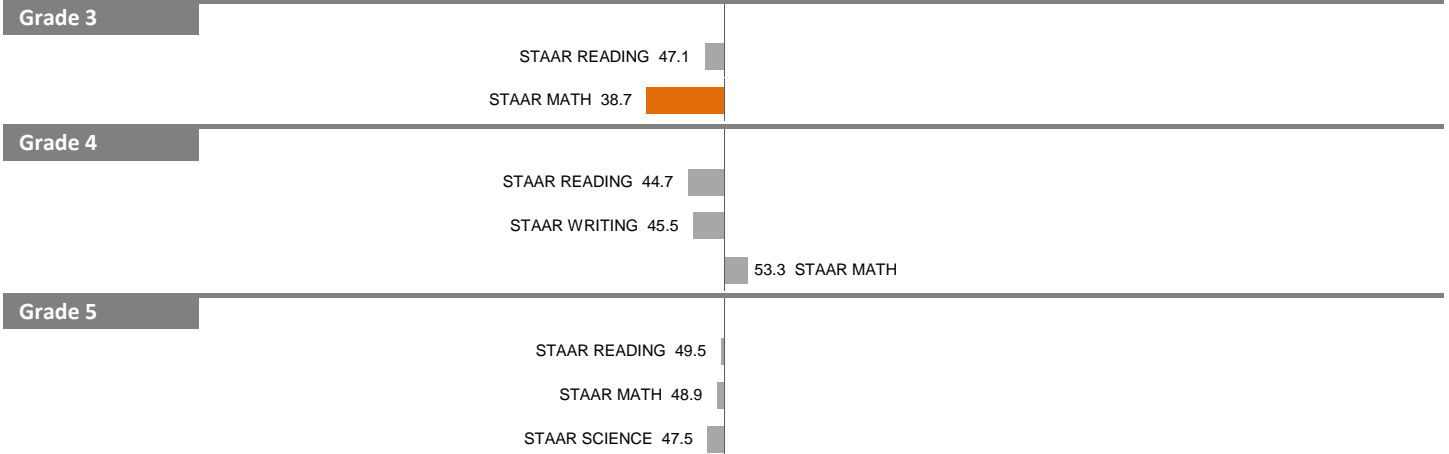 Grade 3
STAAR READING 47.1
STAAR MATH 38.7
Grade 4
STAAR READING 44.7
STAAR WRITING 45.5
53.3 STAAR MATH
Grade 5
STAAR READING 49.5
STAAR MATH 48.9
STAAR SCIENCE 47.5